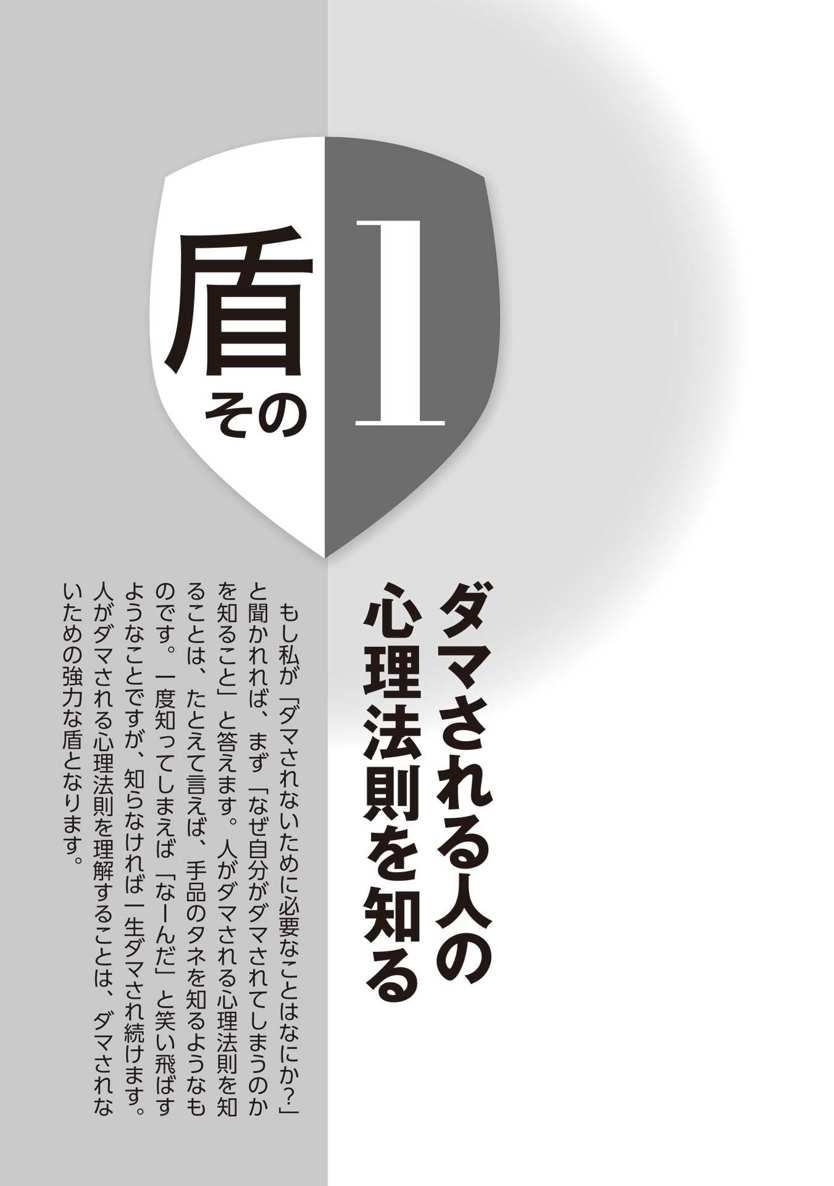 盾
その
1
ダマされる人の
心理法則を知る
もし私が「ダマされないために必要なことはなにか?」
と聞かれれば、まず「なぜ自分がダマされてしまうのか
を知ること」と答えます。人がダマされる心理法則を知
ることは、たとえて言えば、手品のタネを知るようなも
のです。一度知ってしまえば「なーんだ」と笑い飛ばす
ようなことですが、知らなければ一生ダマされ続けます。
人がダマされる心理法則を理解することは、ダマされな
いための強力な盾となります。